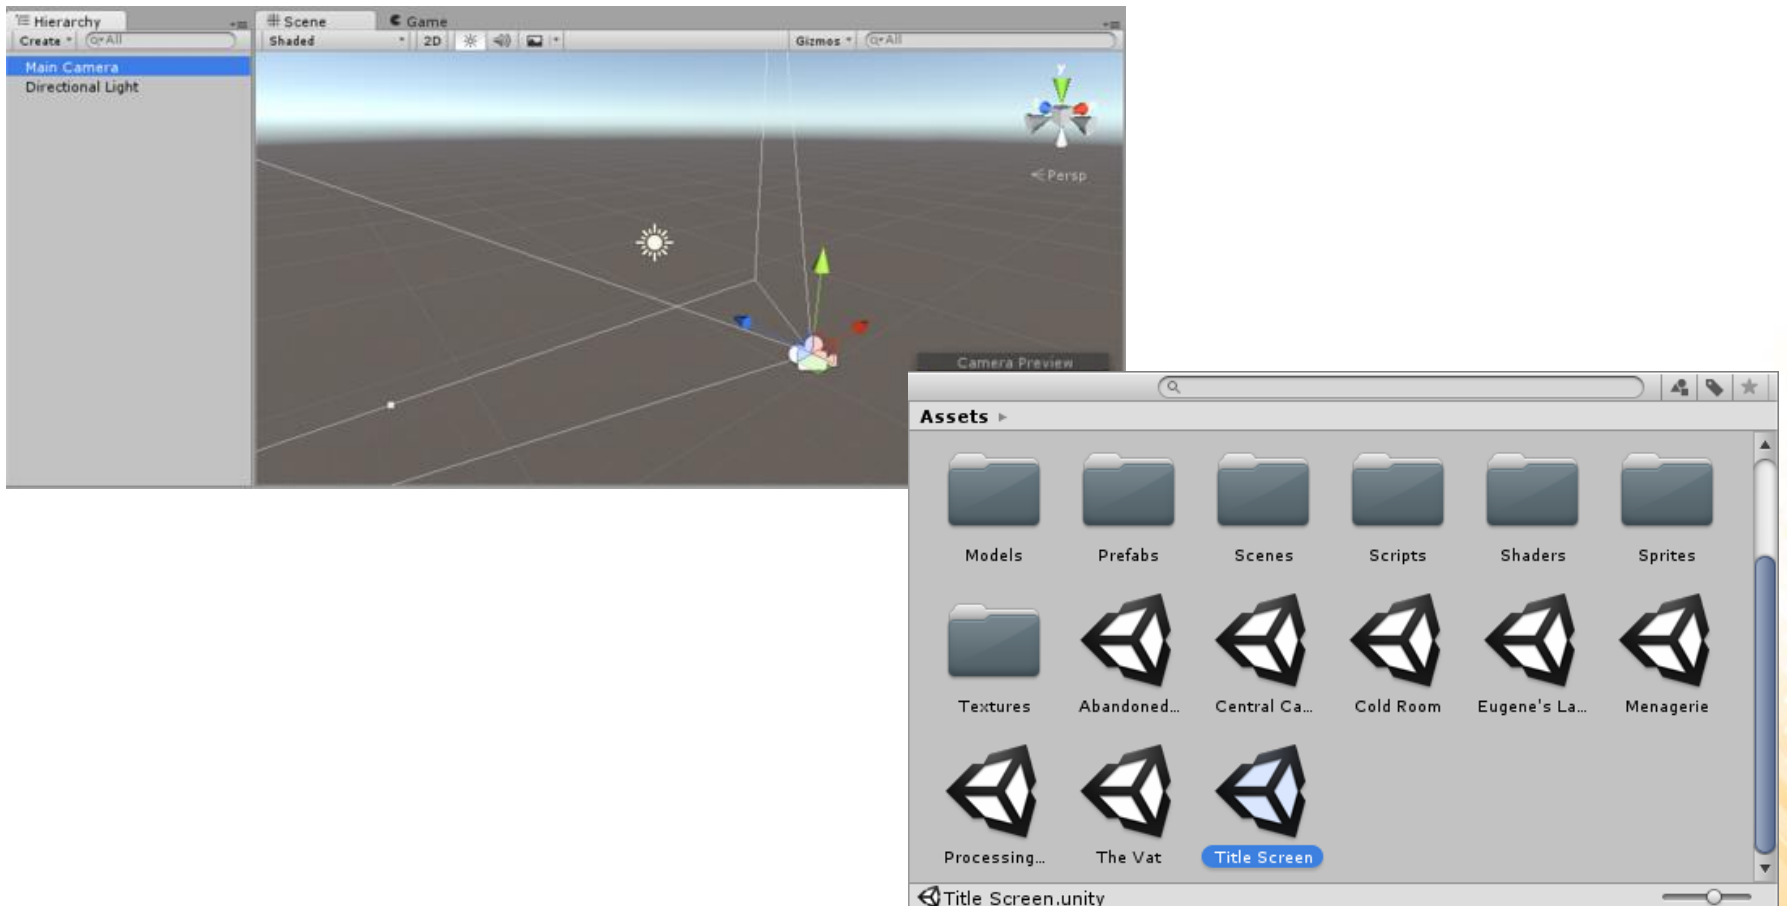 Hierarchy
Create
All
Main Camera
Directional Light
Scene
Game
Shaded
2D
Gizmos
All
y
Persp
Camera Preview
Assets
Models
Prefabs
Scenes
Scripts
Shaders
Sprites
Textures
Abandoned...
Central Ca...
Cold Room
Eugene's La...
Menagerie
Processing...
The Vat
Title Screen
Title Screen.unity